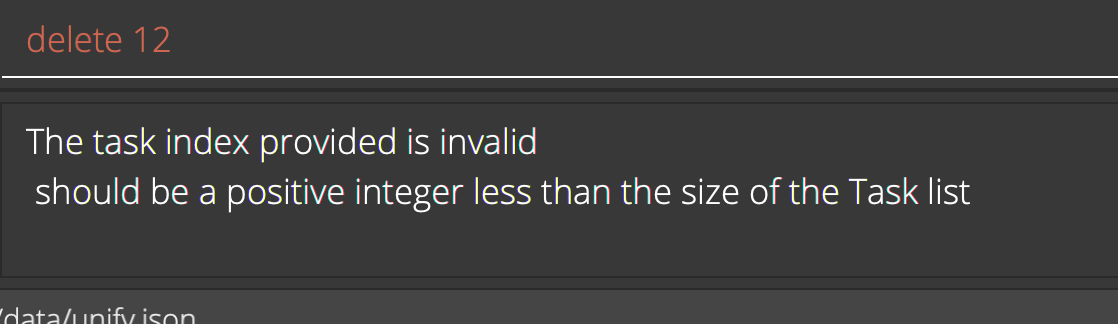 delete 12
The task index provided is invalid
should be a positive integer less than the size of the Task list
/data/unify.json